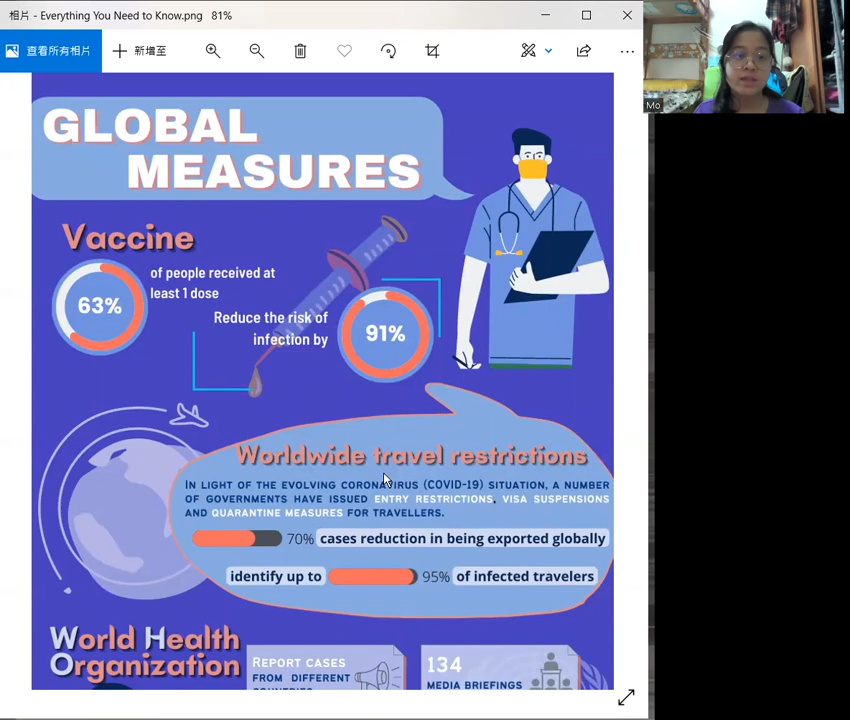 相片 - Everything You Need to Know.png 81%
查看所有相片
新增至
Mo
GLOBAL
MEASURES
Vaccine
63%
of people received at
least 1 dose
Reduce the risk of
infection by
91%
Worldwide travel restrictions
IN LIGHT OF THE EVOLVING CORONAVIRUS (COVID-19) SITUATION, A NUMBER
OF GOVERNMENTS HAVE ISSUED ENTRY RESTRICTIONS, VISA SUSPENSIONS
AND QUARANTINE MEASURES FOR TRAVELLERS.
70% cases reduction in being exported globally
identify up to 95% of infected travelers
World Health
Organization
REPORT CASES
FROM DIFFERENT
134
MEDIA BRIEFINGS